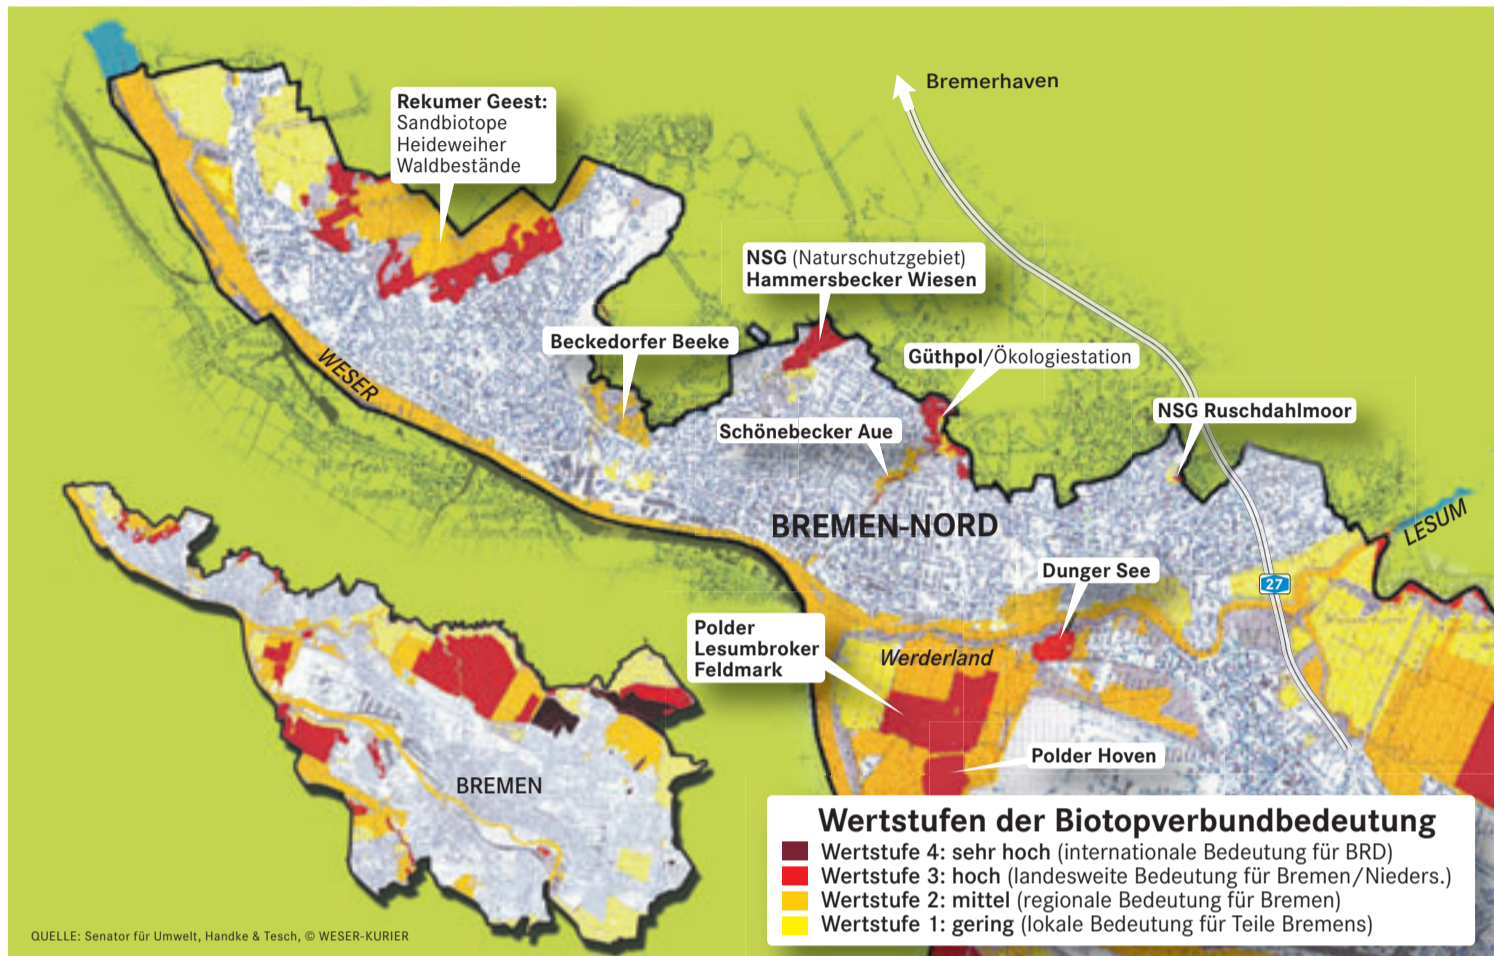 Bremerhaven
Rekumer Geest:
Sandbiotope
Heideweiher
Waldbestände
NSG (Naturschutzgebiet)
Hammersbecker Wiesen
Beckedorfer Beeke
Güthpol/Ökologiestation
WESER
NSG Ruschdahlmoor
Schönebecker Aue
BREMEN-NORD
LESUM
Dunger See
27
Polder
Lesumbroker
Feldmark
Werderland
Polder Hoven
BREMEN
Wertstufen der Biotopverbundbedeutung
Wertstufe 4: sehr hoch (internationale Bedeutung für BRD)
Wertstufe 3: hoch (landesweite Bedeutung für Bremen/Nieders.)
Wertstufe 2: mittel (regionale Bedeutung für Bremen)
Wertstufe 1: gering (lokale Bedeutung für Teile Bremens)
QUELLE: Senator für Umwelt, Handke & Tesch, © WESER-KURIER